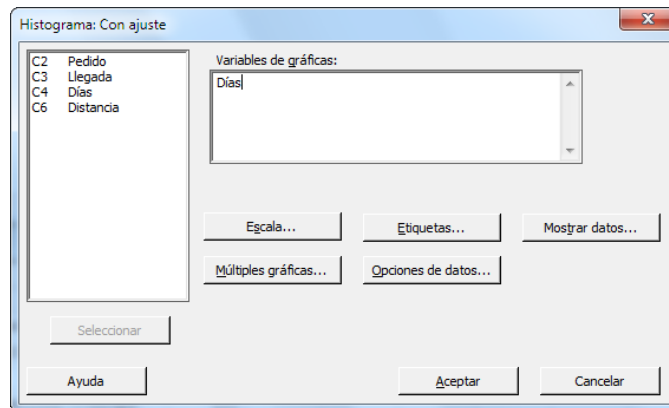 Histograma: Con ajuste
C2 Pedido
C3 Llegada
C4 Días
C6 Distancia
Variables de gráficas:
Días
Escala...
Etiquetas...
Mostrar datos...
Múltiples gráficas...
Opciones de datos...
Seleccionar
Ayuda
Aceptar
Cancelar